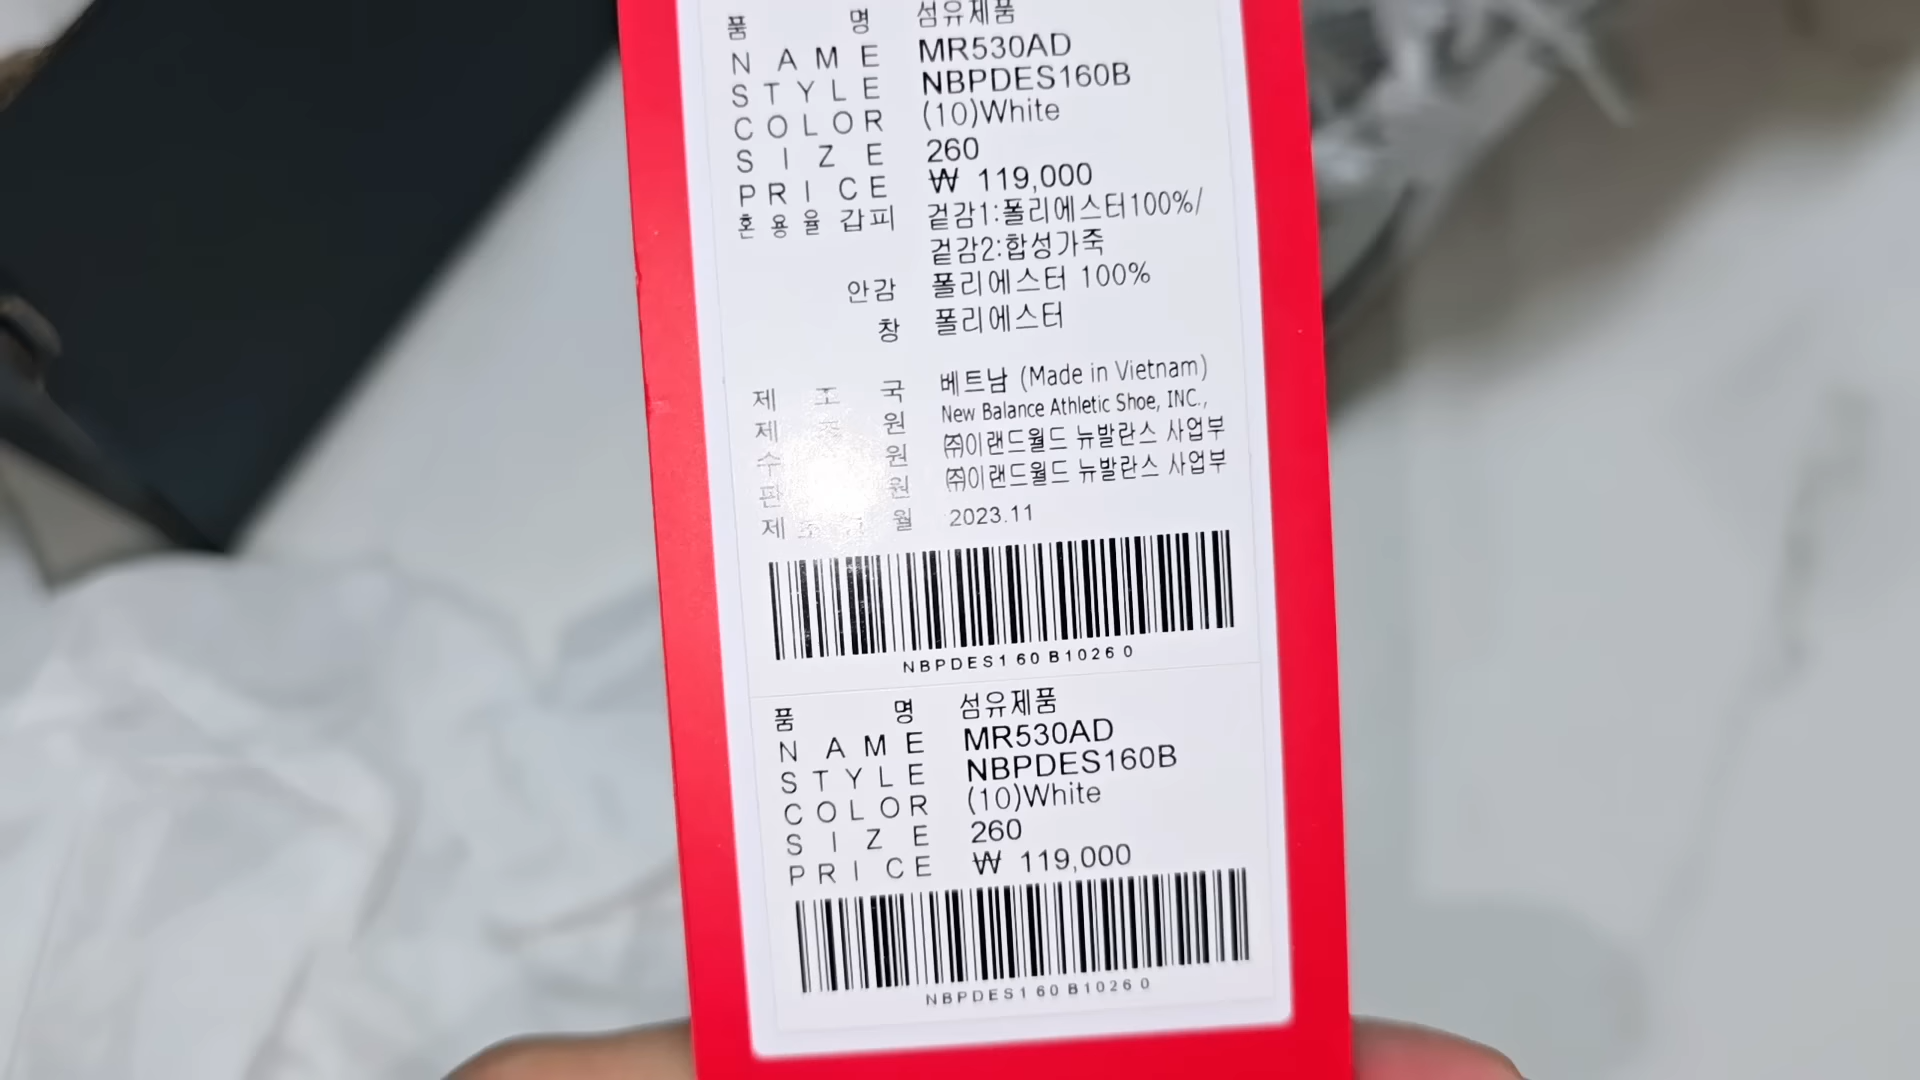 품 명 섬유제품
NAME MR530AD
STYLE NBPDES160B
COLOR (10)White
SIZE 260
PRICE ₩ 119,000
혼용율 갑피 겉감1:폴리에스터100%/
겉감2:합성가죽
안감 폴리에스터 100%
창 폴리에스터
제 조 국 베트남 (Made in Vietnam)
제 원 New Balance Athletic Shoe, INC.,
수 원 ㈜이랜드월드 뉴발란스 사업부
판 원 ㈜이랜드월드 뉴발란스 사업부
제 월 2023.11
NBPDES160B10260
품 명 섬유제품
NAME MR530AD
STYLE NBPDES160B
COLOR (10)White
SIZE 260
PRICE ₩ 119,000
NBPDES160B10260